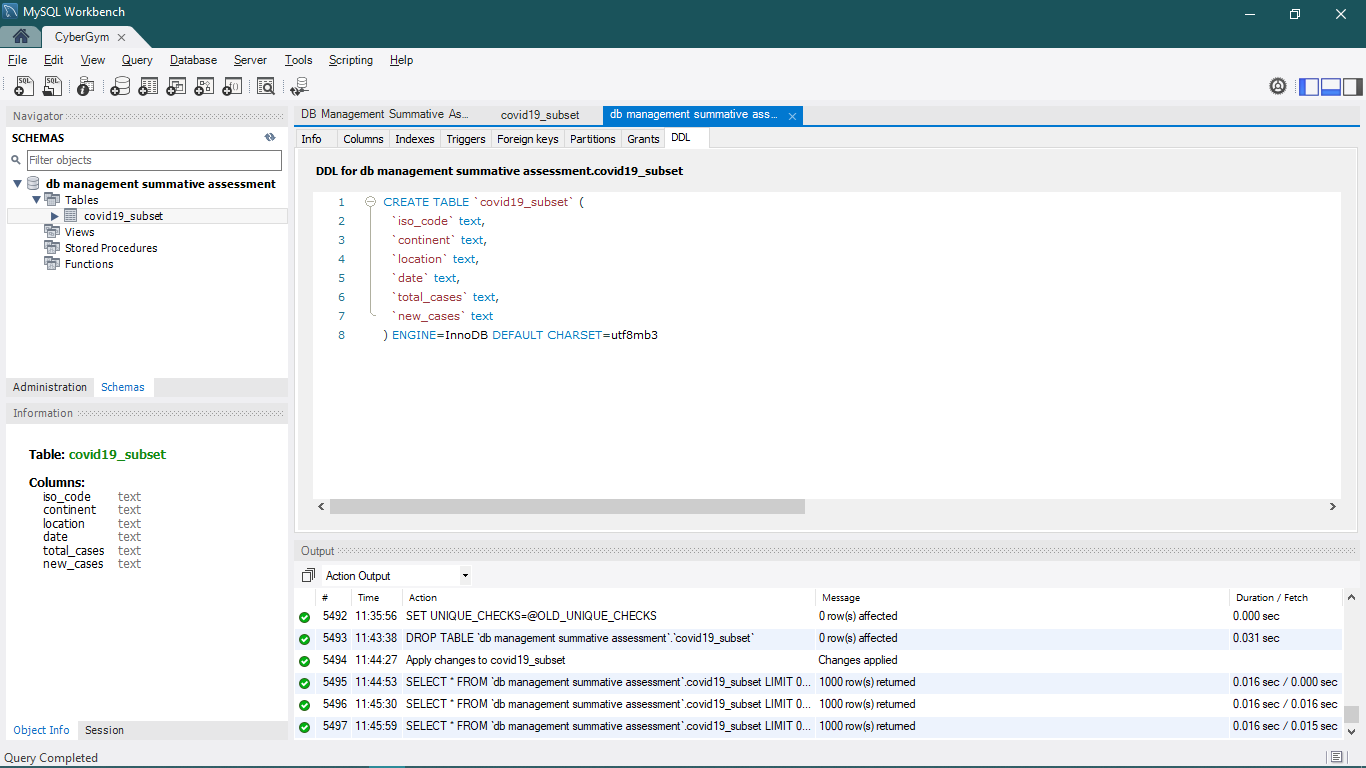 MySQL Workbench
CyberGym
File Edit View Query Database Server Tools Scripting Help
Navigator
SCHEMAS
Filter objects
db management summative assessment
Tables
covid19_subset
Views
Stored Procedures
Functions
Administration Schemas
Information
Table: covid19_subset
Columns:
iso_code text
continent text
location text
date text
total_cases text
new_cases text
Object Info Session
DB Management Summative As... covid19_subset db management summative ass...
Info Columns Indexes Triggers Foreign keys Partitions Grants DDL
DDL for db management summative assessment.covid19_subset
1 CREATE TABLE `covid19_subset` (
2 `iso_code` text,
3 `continent` text,
4 `location` text,
5 `date` text,
6 `total_cases` text,
7 `new_cases` text
8 ) ENGINE=InnoDB DEFAULT CHARSET=utf8mb3
Output
Action Output
# Time Action Message Duration / Fetch
5492 11:35:56 SET UNIQUE_CHECKS=@OLD_UNIQUE_CHECKS 0 row(s) affected 0.000 sec
5493 11:43:38 DROP TABLE `db management summative assessment`.`covid19_subset` 0 row(s) affected 0.031 sec
5494 11:44:27 Apply changes to covid19_subset Changes applied
5495 11:44:53 SELECT * FROM `db management summative assessment`.covid19_subset LIMIT 0... 1000 row(s) returned 0.016 sec / 0.000 sec
5496 11:45:30 SELECT * FROM `db management summative assessment`.covid19_subset LIMIT 0... 1000 row(s) returned 0.016 sec / 0.016 sec
5497 11:45:59 SELECT * FROM `db management summative assessment`.covid19_subset LIMIT 0... 1000 row(s) returned 0.016 sec / 0.015 sec
Query Completed